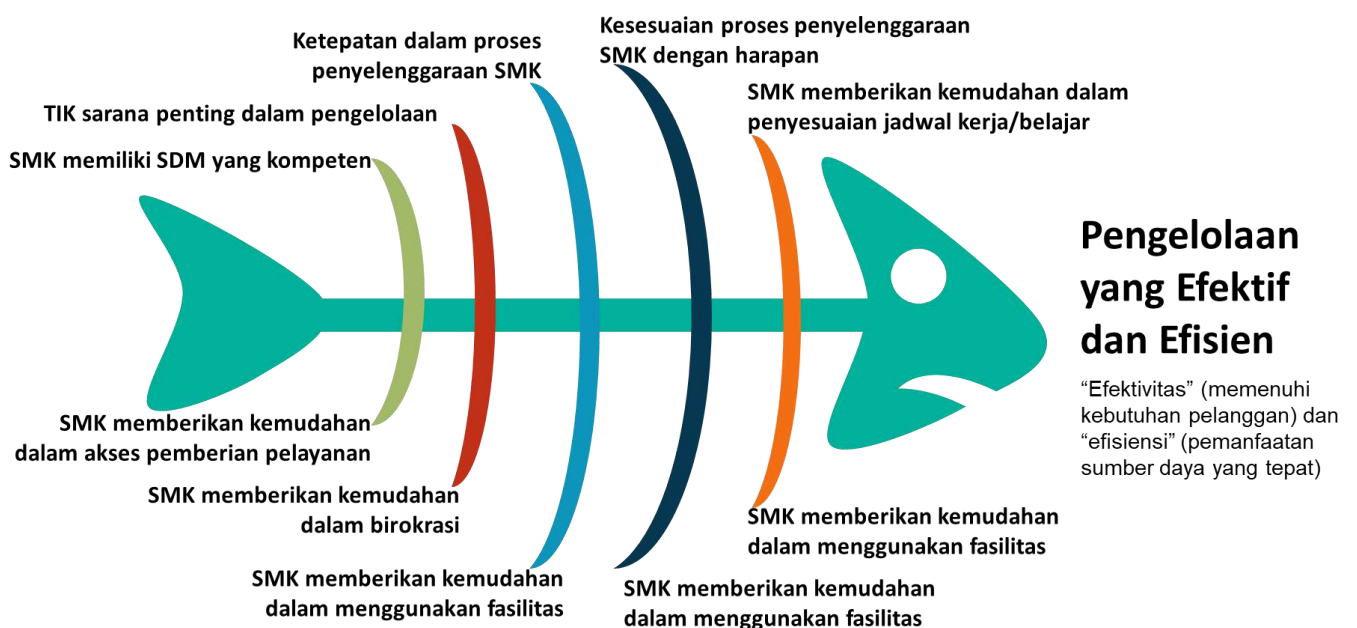 Ketepatan dalam proses
penyelenggaraan SMK
Kesesuaian proses penyelenggaraan
SMK dengan harapan
TIK sarana penting dalam pengelolaan
SMK memberikan kemudahan dalam
penyesuaian jadwal kerja/belajar
SMK memiliki SDM yang kompeten
Pengelolaan
yang Efektif
dan Efisien
“Efektivitas” (memenuhi
kebutuhan pelanggan) dan
“efisiensi” (pemanfaatan
sumber daya yang tepat)
SMK memberikan kemudahan
dalam akses pemberian pelayanan
SMK memberikan kemudahan
dalam birokrasi
SMK memberikan kemudahan
dalam menggunakan fasilitas
SMK memberikan kemudahan
dalam menggunakan fasilitas
SMK memberikan kemudahan
dalam menggunakan fasilitas